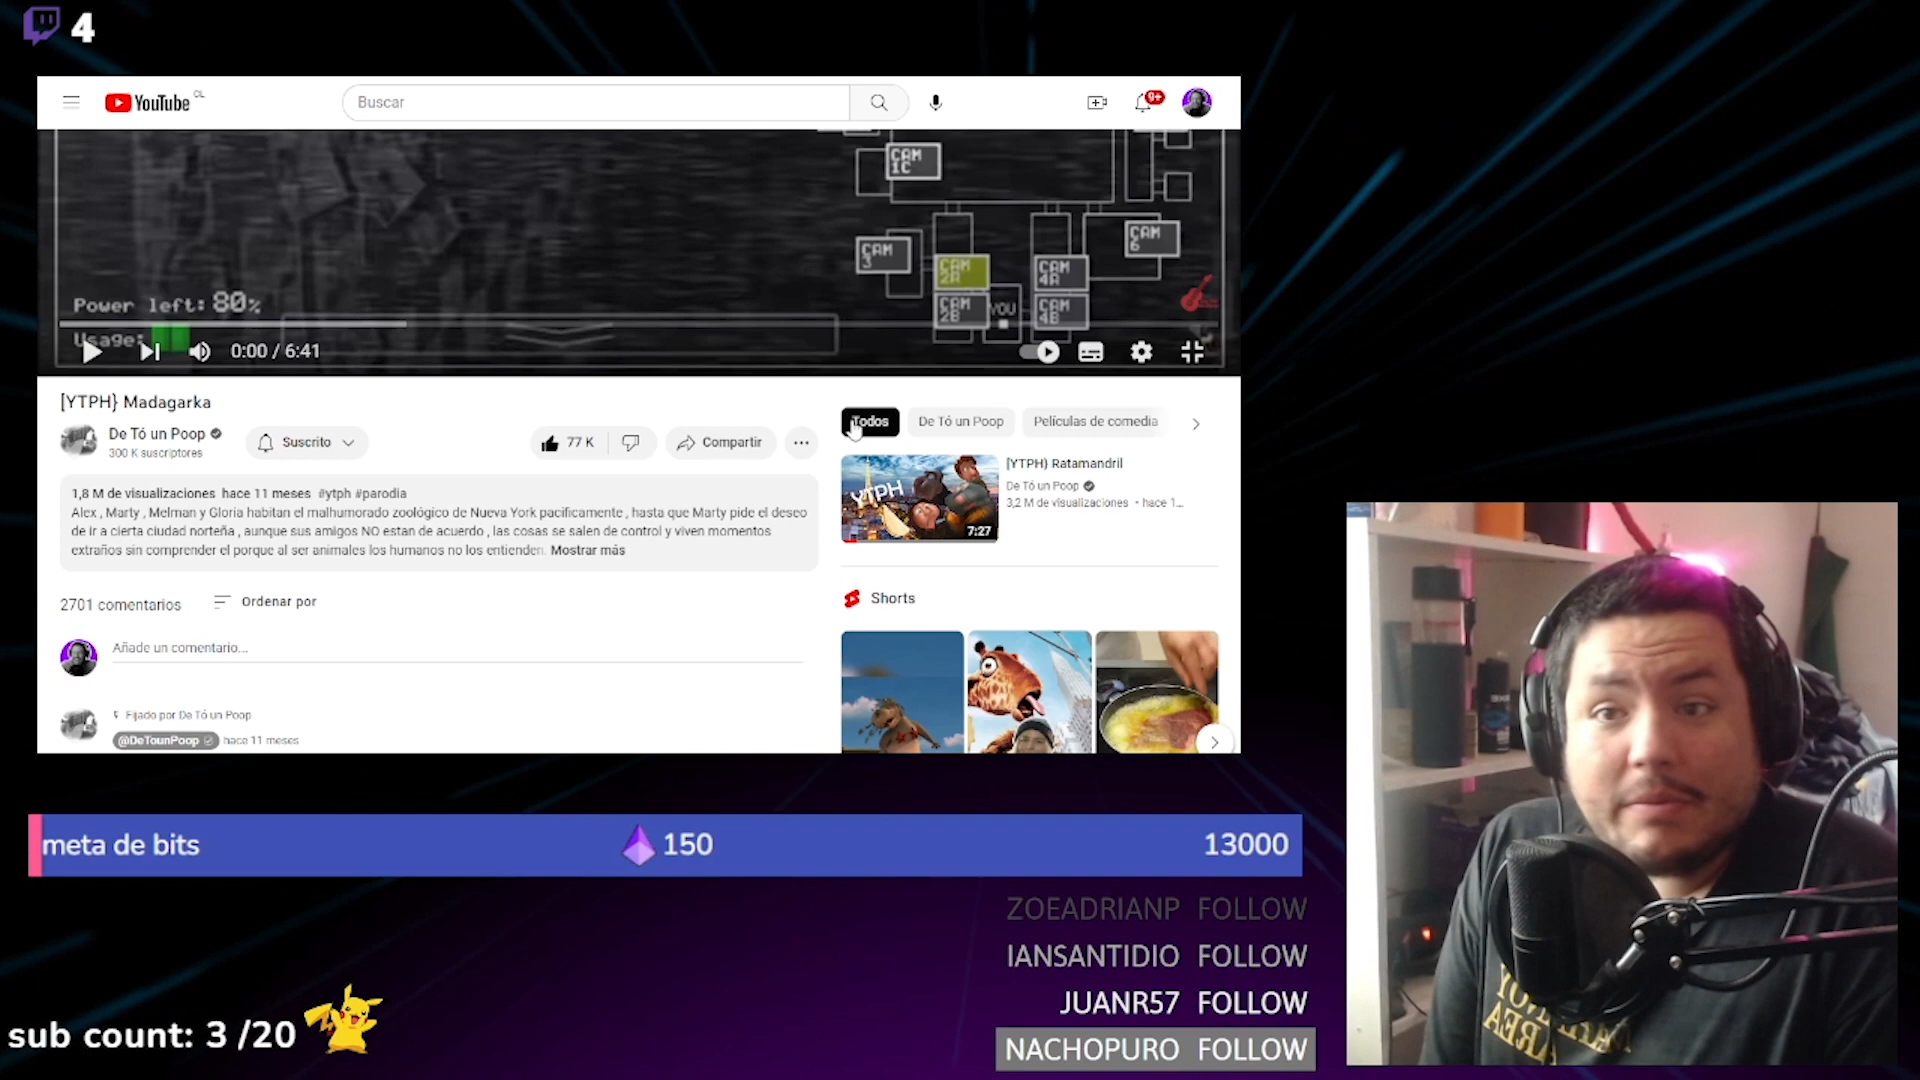 4
YouTube CL
Buscar
9+
CAM
1C
CAM
3
CAM
6
CAM
2A
CAM
4A
CAM
2B
YOU
CAM
4B
Power left: 80%
Usage:
0:00 / 6:41
[YTPH} Madagarka
De Tó un Poop
300 K suscriptores
Suscrito
77 K
Compartir
1,8 M de visualizaciones hace 11 meses #ytph #parodia
Alex , Marty , Melman y Gloria habitan el malhumorado zoológico de Nueva York pacificamente , hasta que Marty pide el deseo
de ir a cierta ciudad norteña , aunque sus amigos NO estan de acuerdo , las cosas se salen de control y viven momentos
extraños sin comprender el porque al ser animales los humanos no los entienden. Mostrar más
2701 comentarios
Ordenar por
Añade un comentario...
Fijado por De Tó un Poop
@DeTounPoop hace 11 meses
Todos
De Tó un Poop
Películas de comedia
YTPH
7:27
[YTPH) Ratamandril
De Tó un Poop
3,2 M de visualizaciones • hace 1...
Shorts
meta de bits
150
13000
ZOEADRIANP FOLLOW
IANSANTIDIO FOLLOW
JUANR57 FOLLOW
NACHOPURO FOLLOW
sub count: 3 /20